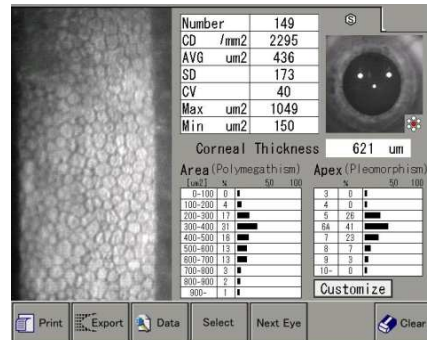 Number 149
CD /mm2 2295
AVG um2 436
SD 173
CV 40
Max um2 1049
Min um2 150
S
Corneal Thickness 621 um
Area(Polymegathism)
[um2] % 50 100
0-100 0
100-200 4
200-300 17
300-400 31
400-500 16
500-600 13
600-700 13
700-800 3
800-900 2
900- 1
Apex(Pleomorphism)
% 50 100
3 0
4 0
5 26
6A 41
7 23
8 7
9 3
10- 0
Customize
Print
Export
Data
Select
Next Eye
Clear